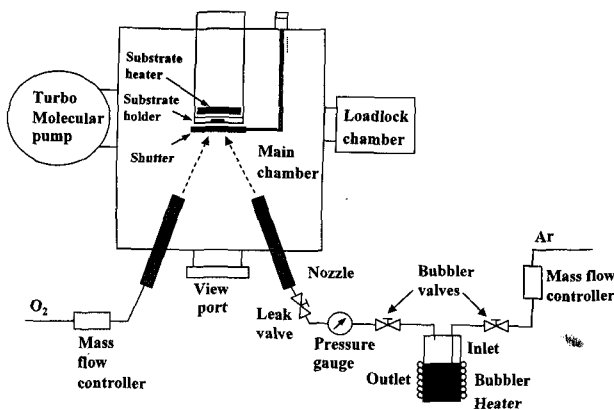 Substrate
heater
Substrate
holder
Shutter
Turbo
Molecular
pump
Main
chamber
Loadlock
chamber
View
port
Nozzle
Leak
valve
O2
Mass
flow
controller
Pressure
gauge
Bubbler
valves
Ar
Mass flow
controller
Inlet
Outlet
Bubbler
Heater